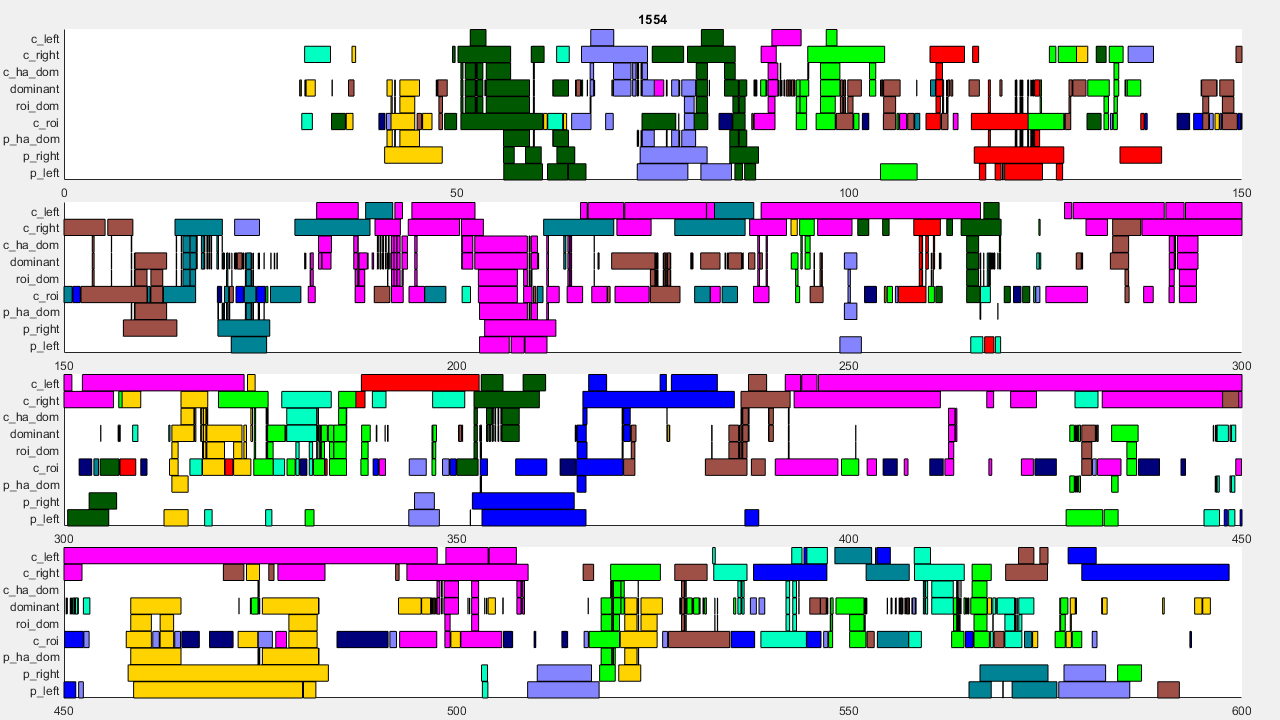 1554
c_left
c_right
c_ha_dom
dominant
roi_dom
c_roi
p_ha_dom
p_right
p_left
0 50 100 150
c_left
c_right
c_ha_dom
dominant
roi_dom
c_roi
p_ha_dom
p_right
p_left
150 200 250 300
c_left
c_right
c_ha_dom
dominant
roi_dom
c_roi
p_ha_dom
p_right
p_left
300 350 400 450
c_left
c_right
c_ha_dom
dominant
roi_dom
c_roi
p_ha_dom
p_right
p_left
450 500 550 600